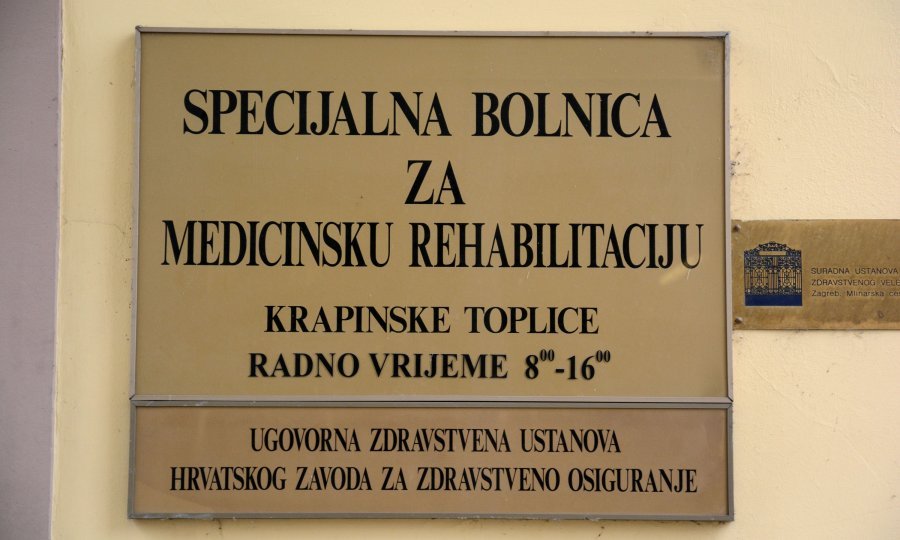 SPECIJALNA BOLNICA
ZA
MEDICINSKU REHABILITACIJU
KRAPINSKE TOPLICE
RADNO VRIJEME 8⁰⁰-16⁰⁰
UGOVORNA ZDRAVSTVENA USTANOVA
HRVATSKOG ZAVODA ZA ZDRAVSTVENO OSIGURANJE
SURADNA USTANOVA
ZDRAVSTVENOG
Zagreb, Mlinarska